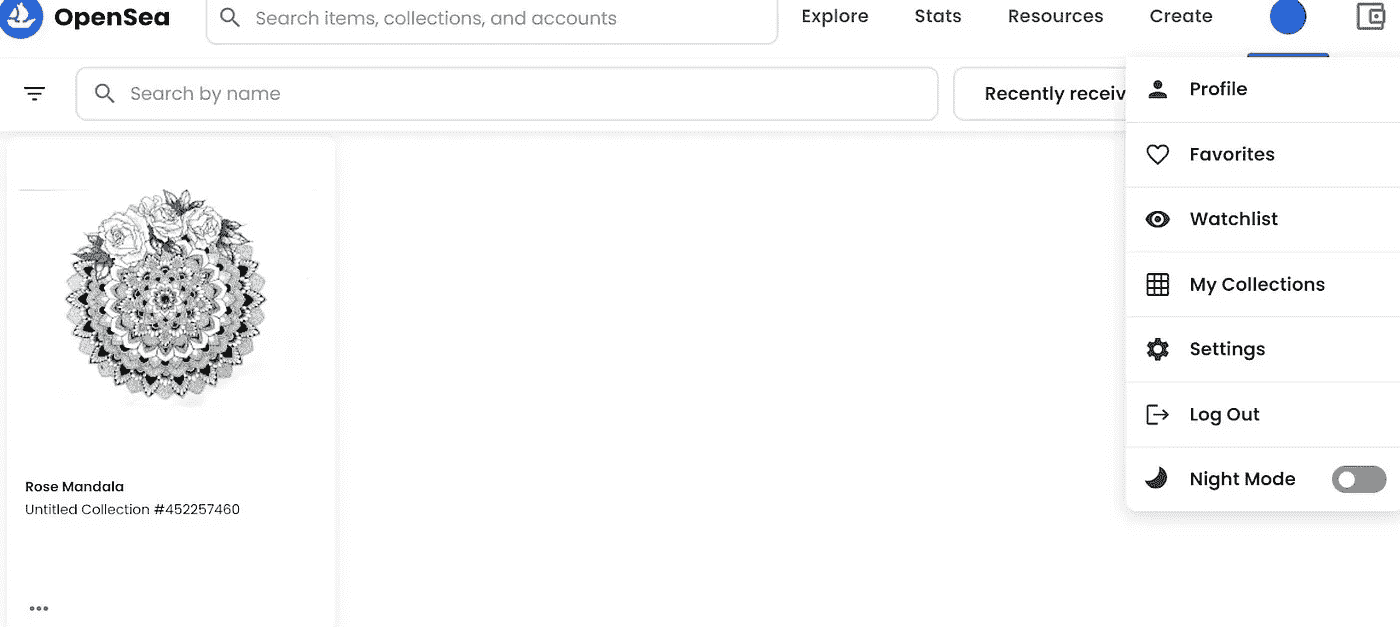 OpenSea
Search items, collections, and accounts
Explore
Stats
Resources
Create
Search by name
Recently receiv
Profile
Favorites
Watchlist
My Collections
Settings
Log Out
Night Mode
Rose Mandala
Untitled Collection #452257460